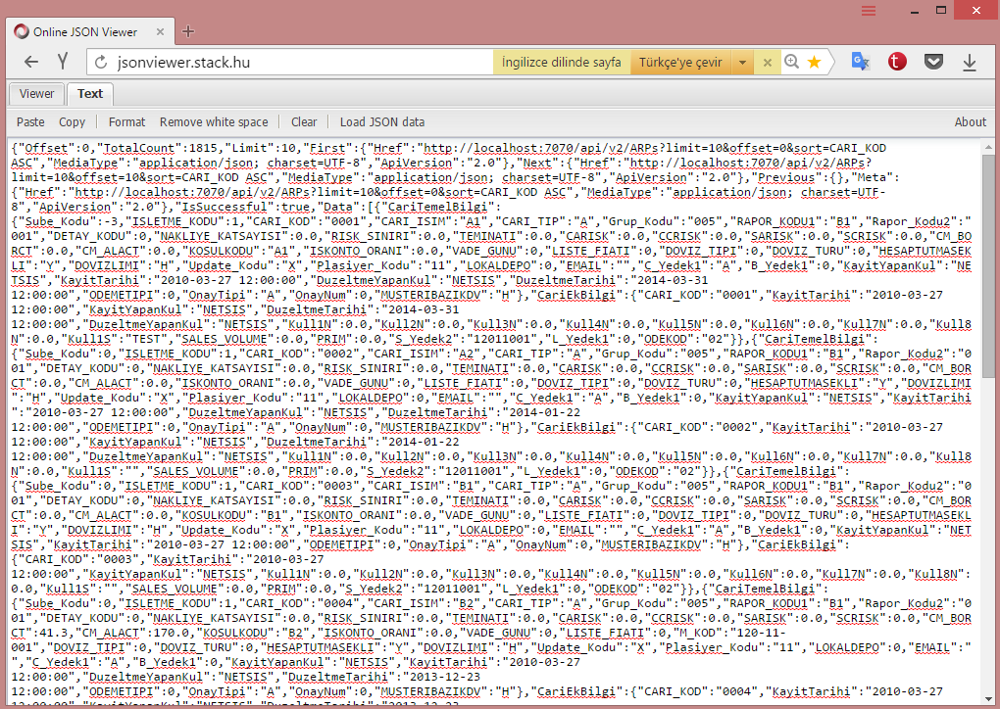 Online JSON Viewer
jsonviewer.stack.hu
İngilizce dilinde sayfa
Türkçe'ye çevir
Viewer
Text
Paste
Copy
Format
Remove white space
Clear
Load JSON data
About
{"Offset":0,"TotalCount":1815,"Limit":10,"First":{"Href":"http://localhost:7070/api/v2/ARPs?limit=10&offset=0&sort=CARI_KOD
ASC","MediaType":"application/json; charset=UTF-8","ApiVersion":"2.0"},"Next":{"Href":"http://localhost:7070/api/v2/ARPs?
limit=10&offset=10&sort=CARI_KOD ASC","MediaType":"application/json; charset=UTF-8","ApiVersion":"2.0"},"Previous":{},"Meta":
{"Href":"http://localhost:7070/api/v2/ARPs?limit=10&offset=0&sort=CARI_KOD ASC","MediaType":"application/json; charset=UTF-
8","ApiVersion":"2.0"},"IsSuccessful":true,"Data":[{"CariTemelBilgi":
{"Sube_Kodu":-3,"ISLETME_KODU":1,"CARI_KOD":"0001","CARI_ISIM":"A1","CARI_TIP":"A","Grup_Kodu":"005","RAPOR_KODU1":"B1","Rapor_Kodu2":"
001","DETAY_KODU":0,"NAKLIYE_KATSAYISI":0.0,"RISK_SINIRI":0.0,"TEMINATI":0.0,"CARISK":0.0,"CCRISK":0.0,"SARISK":0.0,"SCRISK":0.0,"CM_BO
RCT":0.0,"CM_ALACT":0.0,"KOSULKODU":"A1","ISKONTO_ORANI":0.0,"VADE_GUNU":0,"LISTE_FIATI":0,"DOVIZ_TIPI":0,"DOVIZ_TURU":0,"HESAPTUTMASEK
LI":"Y","DOVIZLIMI":"H","Update_Kodu":"X","Plasiyer_Kodu":"11","LOKALDEPO":0,"EMAIL":"","C_Yedek1":"A","B_Yedek1":0,"KayitYapanKul":"NE
TSIS","KayitTarihi":"2010-03-27 12:00:00","DuzeltmeYapanKul":"NETSIS","DuzeltmeTarihi":"2014-03-31
12:00:00","ODEMETIPI":0,"OnayTipi":"A","OnayNum":0,"MUSTERIBAZIKDV":"H"},"CariEkBilgi":{"CARI_KOD":"0001","KayitTarihi":"2010-03-27
12:00:00","KayitYapanKul":"NETSIS","DuzeltmeTarihi":"2014-03-31
12:00:00","DuzeltmeYapanKul":"NETSIS","Kull1N":0.0,"Kull2N":0.0,"Kull3N":0.0,"Kull4N":0.0,"Kull5N":0.0,"Kull6N":0.0,"Kull7N":0.0,"Kull8
N":0.0,"Kull1S":"TEST","SALES_VOLUME":0.0,"PRIM":0.0,"S_Yedek2":"12011001","L_Yedek1":0,"ODEKOD":"02"}},{"CariTemelBilgi":
{"Sube_Kodu":0,"ISLETME_KODU":1,"CARI_KOD":"0002","CARI_ISIM":"A2","CARI_TIP":"A","Grup_Kodu":"005","RAPOR_KODU1":"B1","Rapor_Kodu2":"0
01","DETAY_KODU":0,"NAKLIYE_KATSAYISI":0.0,"RISK_SINIRI":0.0,"TEMINATI":0.0,"CARISK":0.0,"CCRISK":0.0,"SARISK":0.0,"SCRISK":0.0,"CM_BOR
CT":0.0,"CM_ALACT":0.0,"ISKONTO_ORANI":0.0,"VADE_GUNU":0,"LISTE_FIATI":0,"DOVIZ_TIPI":0,"DOVIZ_TURU":0,"HESAPTUTMASEKLI":"Y","DOVIZLIMI
":"H","Update_Kodu":"X","Plasiyer_Kodu":"11","LOKALDEPO":0,"EMAIL":"","C_Yedek1":"A","B_Yedek1":0,"KayitYapanKul":"NETSIS","KayitTarihi
":"2010-03-27 12:00:00","DuzeltmeYapanKul":"NETSIS","DuzeltmeTarihi":"2014-01-22
12:00:00","ODEMETIPI":0,"OnayTipi":"A","OnayNum":0,"MUSTERIBAZIKDV":"H"},"CariEkBilgi":{"CARI_KOD":"0002","KayitTarihi":"2010-03-27
12:00:00","KayitYapanKul":"NETSIS","DuzeltmeTarihi":"2014-01-22
12:00:00","DuzeltmeYapanKul":"NETSIS","Kull1N":0.0,"Kull2N":0.0,"Kull3N":0.0,"Kull4N":0.0,"Kull5N":0.0,"Kull6N":0.0,"Kull7N":0.0,"Kull8
N":0.0,"Kull1S":"","SALES_VOLUME":0.0,"PRIM":0.0,"S_Yedek2":"12011001","L_Yedek1":0,"ODEKOD":"02"}},{"CariTemelBilgi":
{"Sube_Kodu":0,"ISLETME_KODU":1,"CARI_KOD":"0003","CARI_ISIM":"B1","CARI_TIP":"A","Grup_Kodu":"005","RAPOR_KODU1":"B1","Rapor_Kodu2":"0
01","DETAY_KODU":0,"NAKLIYE_KATSAYISI":0.0,"RISK_SINIRI":0.0,"TEMINATI":0.0,"CARISK":0.0,"CCRISK":0.0,"SARISK":0.0,"SCRISK":0.0,"CM_BOR
CT":0.0,"CM_ALACT":0.0,"KOSULKODU":"B1","ISKONTO_ORANI":0.0,"VADE_GUNU":0,"LISTE_FIATI":0,"DOVIZ_TIPI":0,"DOVIZ_TURU":0,"HESAPTUTMASEKL
I":"Y","DOVIZLIMI":"H","Update_Kodu":"X","Plasiyer_Kodu":"11","LOKALDEPO":0,"EMAIL":"","C_Yedek1":"A","B_Yedek1":0,"KayitYapanKul":"NET
SIS","KayitTarihi":"2010-03-27 12:00:00","ODEMETIPI":0,"OnayTipi":"A","OnayNum":0,"MUSTERIBAZIKDV":"H"},"CariEkBilgi":
{"CARI_KOD":"0003","KayitTarihi":"2010-03-27
12:00:00","KayitYapanKul":"NETSIS","Kull1N":0.0,"Kull2N":0.0,"Kull3N":0.0,"Kull4N":0.0,"Kull5N":0.0,"Kull6N":0.0,"Kull7N":0.0,"Kull8N":
0.0,"Kull1S":"","SALES_VOLUME":0.0,"PRIM":0.0,"S_Yedek2":"12011001","L_Yedek1":0,"ODEKOD":"02"}},{"CariTemelBilgi":
{"Sube_Kodu":0,"ISLETME_KODU":1,"CARI_KOD":"0004","CARI_ISIM":"B2","CARI_TIP":"A","Grup_Kodu":"005","RAPOR_KODU1":"B1","Rapor_Kodu2":"0
01","DETAY_KODU":0,"NAKLIYE_KATSAYISI":0.0,"RISK_SINIRI":0.0,"TEMINATI":0.0,"CARISK":0.0,"CCRISK":0.0,"SARISK":0.0,"SCRISK":0.0,"CM_BOR
CT":41.3,"CM_ALACT":170.0,"KOSULKODU":"B2","ISKONTO_ORANI":0.0,"VADE_GUNU":0,"LISTE_FIATI":0,"M_KOD":"120-11-
001","DOVIZ_TIPI":0,"DOVIZ_TURU":0,"HESAPTUTMASEKLI":"Y","DOVIZLIMI":"H","Update_Kodu":"X","Plasiyer_Kodu":"11","LOKALDEPO":0,"EMAIL":"
","C_Yedek1":"A","B_Yedek1":0,"KayitYapanKul":"NETSIS","KayitTarihi":"2010-03-27
12:00:00","DuzeltmeYapanKul":"NETSIS","DuzeltmeTarihi":"2013-12-23
12:00:00","ODEMETIPI":0,"OnayTipi":"A","OnayNum":0,"MUSTERIBAZIKDV":"H"},"CariEkBilgi":{"CARI_KOD":"0004","KayitTarihi":"2010-03-27
12:00:00","KayitYapanKul":"NETSIS","DuzeltmeTarihi":"2013-12-23